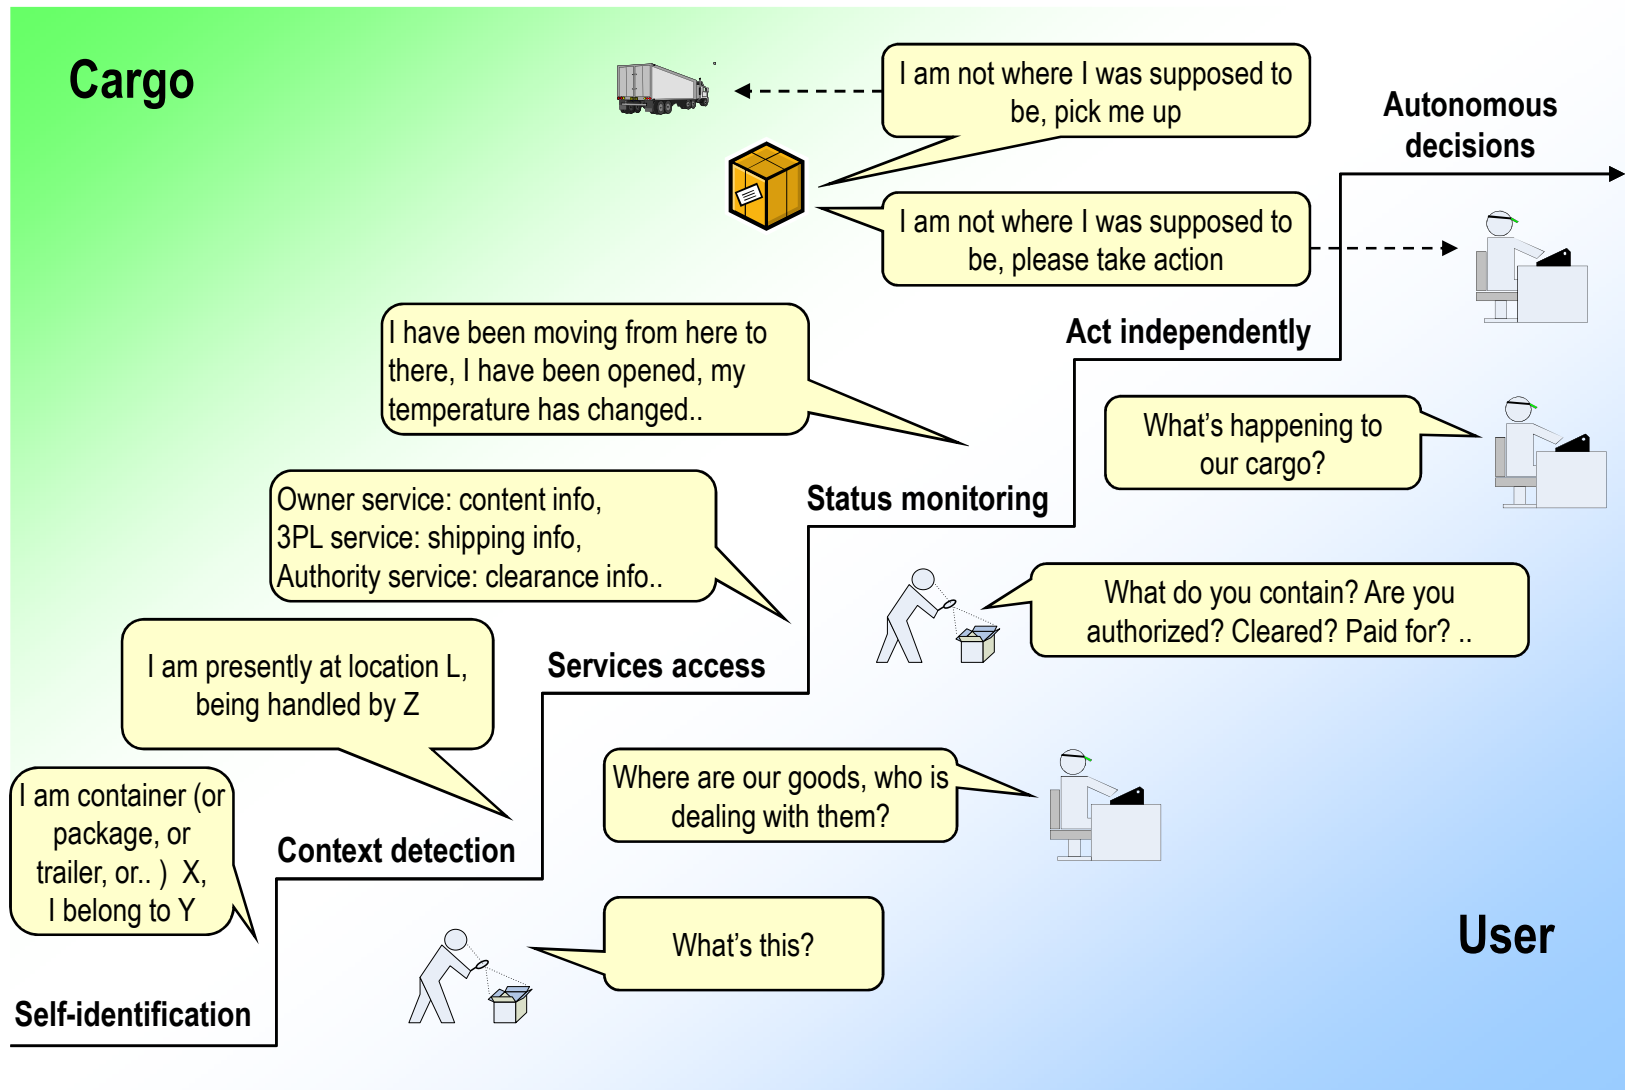 Cargo
I am not where I was supposed to
be, pick me up
Autonomous
decisions
I am not where I was supposed to
be, please take action
I have been moving from here to
there, I have been opened, my
temperature has changed..
Act independently
What's happening to
our cargo?
Owner service: content info,
3PL service: shipping info,
Authority service: clearance info..
Status monitoring
What do you contain? Are you
authorized? Cleared? Paid for? ..
I am presently at location L,
being handled by Z
Services access
Where are our goods, who is
dealing with them?
I am container (or
package, or
trailer, or.. )  X,
I belong to Y
Context detection
What's this?
User
Self-identification